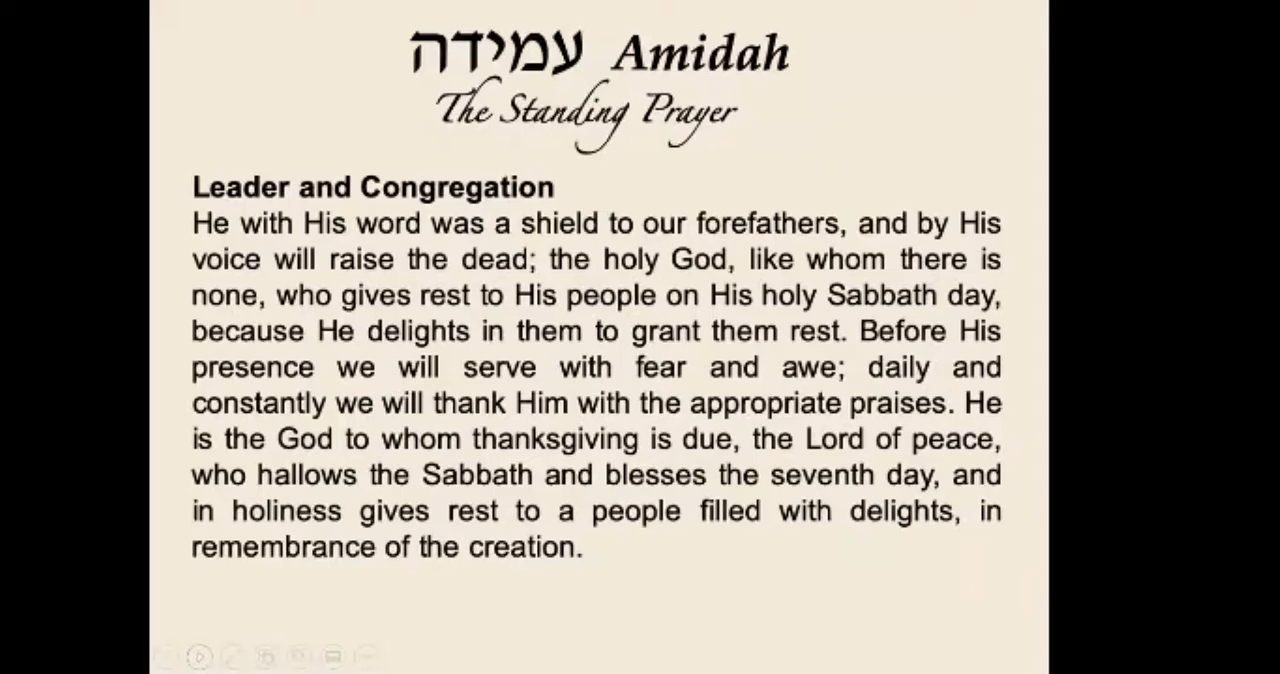 עמידה Amidah
The Standing Prayer
Leader and Congregation
He with His word was a shield to our forefathers, and by His
voice will raise the dead; the holy God, like whom there is
none, who gives rest to His people on His holy Sabbath day,
because He delights in them to grant them rest. Before His
presence we will serve with fear and awe; daily and
constantly we will thank Him with the appropriate praises. He
is the God to whom thanksgiving is due, the Lord of peace,
who hallows the Sabbath and blesses the seventh day, and
in holiness gives rest to a people filled with delights, in
remembrance of the creation.